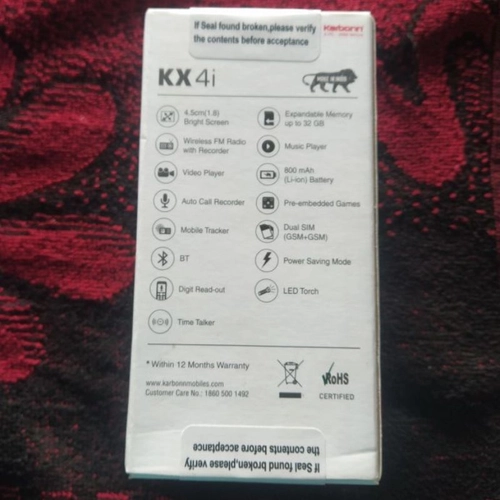 If Seal found broken,please verify
the contents before acceptance
Karbonn
KX4i
4.5cm(1.8)
Bright Screen
Expandable Memory
up to 32 GB
Wireless FM Radio
with Recorder
Music Player
Video Player
800 mAh
(Li-ion) Battery
Auto Call Recorder
Pre-embedded Games
Mobile Tracker
Dual SIM
(GSM+GSM)
BT
Power Saving Mode
Digit Read-out
LED Torch
Time Talker
*Within 12 Months Warranty
www.karbonnmobiles.com
Customer Care No.: 1860 500 1492
RoHS
CERTIFIED
If Seal found broken,please verify
the contents before acceptance